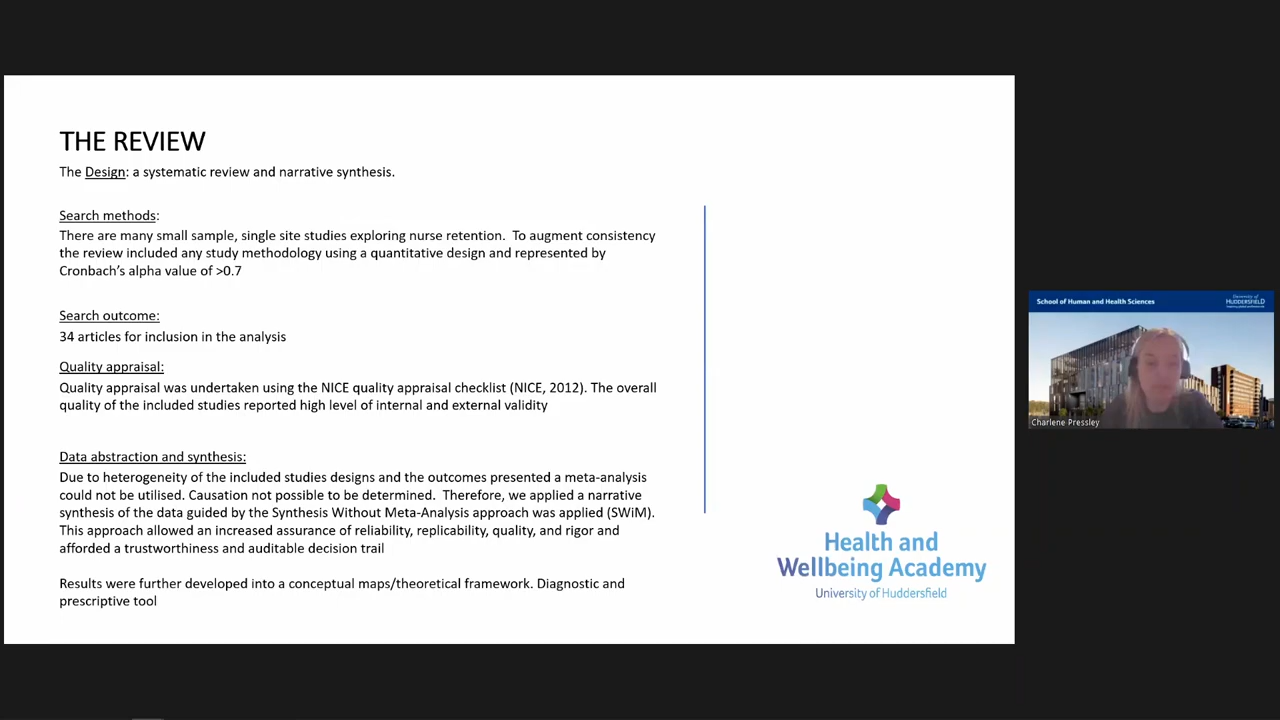 THE REVIEW
The Design: a systematic review and narrative synthesis.
Search methods:
There are many small sample, single site studies exploring nurse retention. To augment consistency
the review included any study methodology using a quantitative design and represented by
Cronbach's alpha value of >0.7
Search outcome:
34 articles for inclusion in the analysis
Quality appraisal:
Quality appraisal was undertaken using the NICE quality appraisal checklist (NICE, 2012). The overall
quality of the included studies reported high level of internal and external validity
Data abstraction and synthesis:
Due to heterogeneity of the included studies designs and the outcomes presented a meta-analysis
could not be utilised. Causation not possible to be determined. Therefore, we applied a narrative
synthesis of the data guided by the Synthesis Without Meta-Analysis approach was applied (SWiM).
This approach allowed an increased assurance of reliability, replicability, quality, and rigor and
afforded a trustworthiness and auditable decision trail
Results were further developed into a conceptual maps/theoretical framework. Diagnostic and
prescriptive tool
Health and
Wellbeing Academy
University of Huddersfield
School of Human and Health Sciences
University of
HUDDERSFIELD
Charlene Pressley